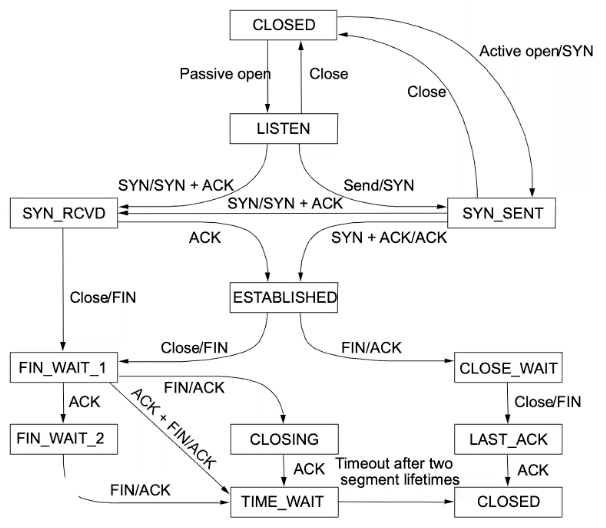 CLOSED
Active open/SYN
Passive open
Close
Close
LISTEN
SYN/SYN + ACK
Send/SYN
SYN/SYN + ACK
SYN_RCVD
SYN_SENT
ACK
SYN + ACK/ACK
Close/FIN
ESTABLISHED
Close/FIN
FIN/ACK
FIN_WAIT_1
CLOSE_WAIT
FIN/ACK
ACK
ACK + FIN/ACK
Close/FIN
FIN_WAIT_2
CLOSING
LAST_ACK
ACK
Timeout after two
segment lifetimes
ACK
FIN/ACK
TIME_WAIT
CLOSED